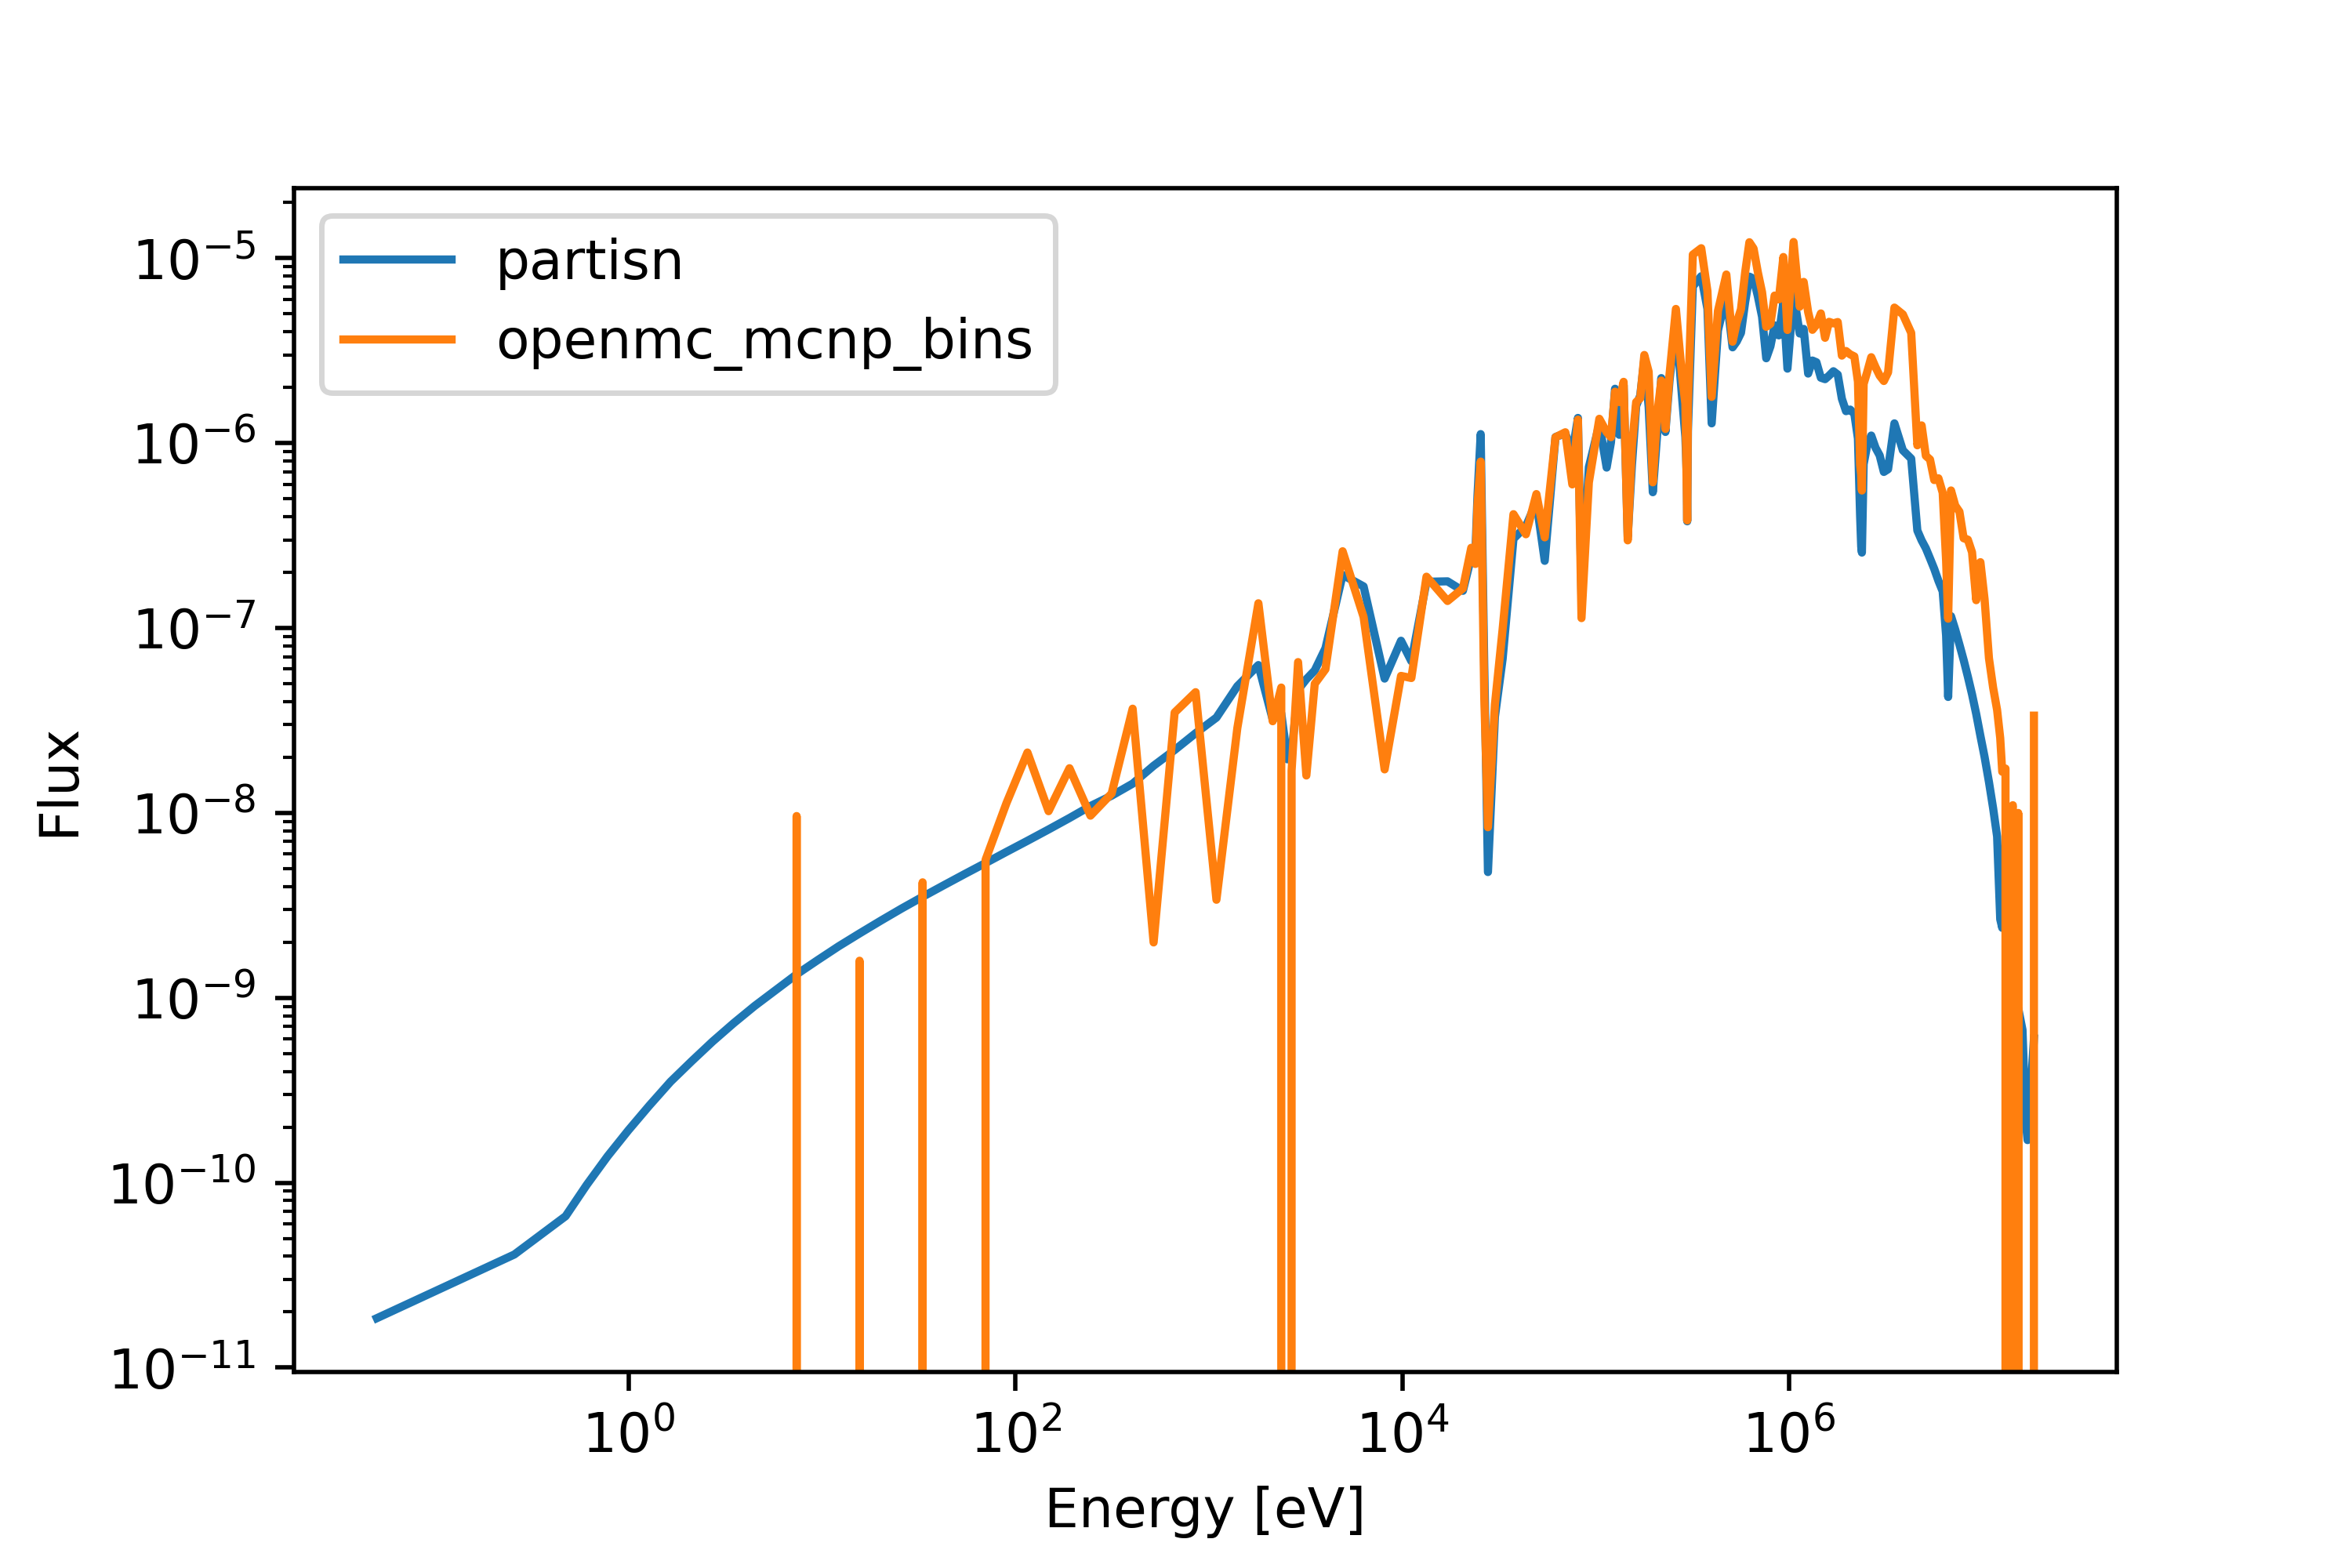 partisn
openmc_mcnp_bins
10⁻⁵
10⁻⁶
10⁻⁷
10⁻⁸
10⁻⁹
10⁻¹⁰
10⁻¹¹
Flux
10⁰ 10² 10⁴ 10⁶
Energy [eV]